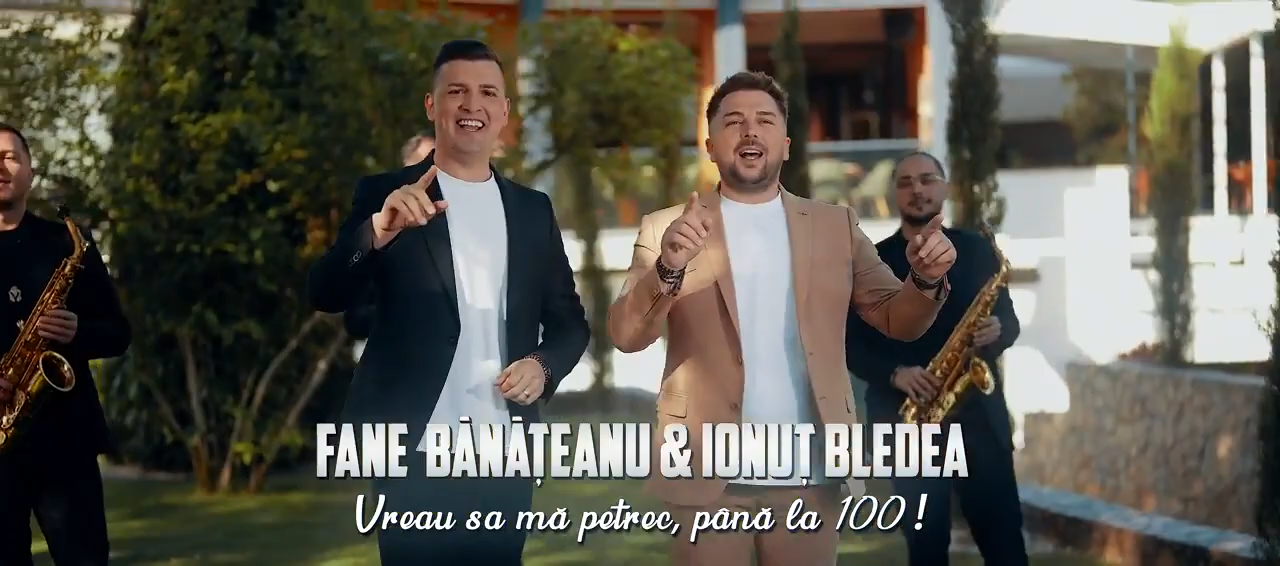 FANE BĂNĂȚEANU & IONUȚ BLEDEA
Vreau sa mă petrec, până la 100 !